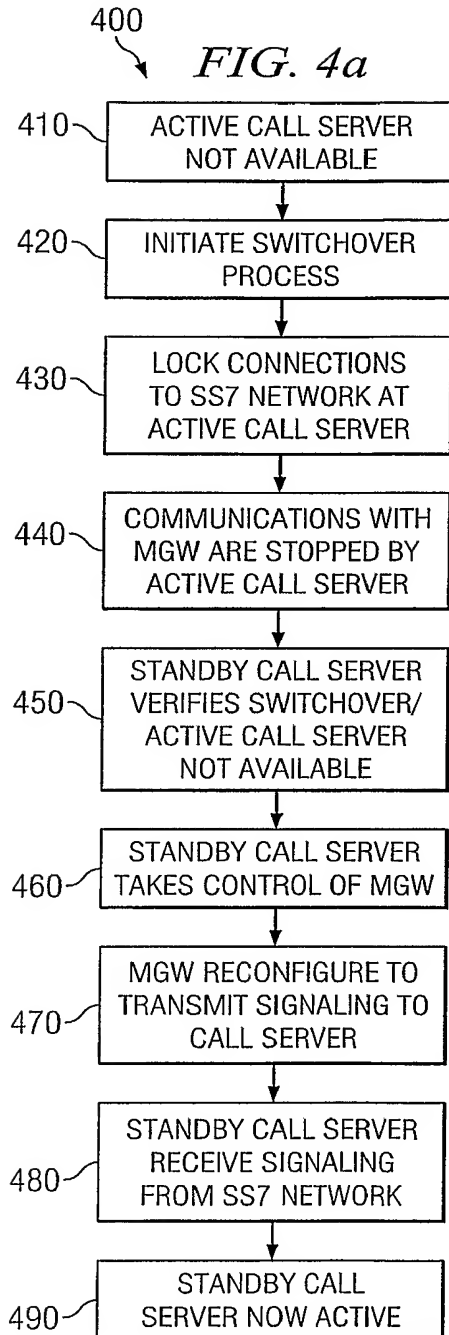 400
FIG. 4a
410
ACTIVE CALL SERVER
NOT AVAILABLE
420
INITIATE SWITCHOVER
PROCESS
430
LOCK CONNECTIONS
TO SS7 NETWORK AT
ACTIVE CALL SERVER
440
COMMUNICATIONS WITH
MGW ARE STOPPED BY
ACTIVE CALL SERVER
450
STANDBY CALL SERVER
VERIFIES SWITCHOVER/
ACTIVE CALL SERVER
NOT AVAILABLE
460
STANDBY CALL SERVER
TAKES CONTROL OF MGW
470
MGW RECONFIGURE TO
TRANSMIT SIGNALING TO
CALL SERVER
480
STANDBY CALL SERVER
RECEIVE SIGNALING
FROM SS7 NETWORK
490
STANDBY CALL
SERVER NOW ACTIVE